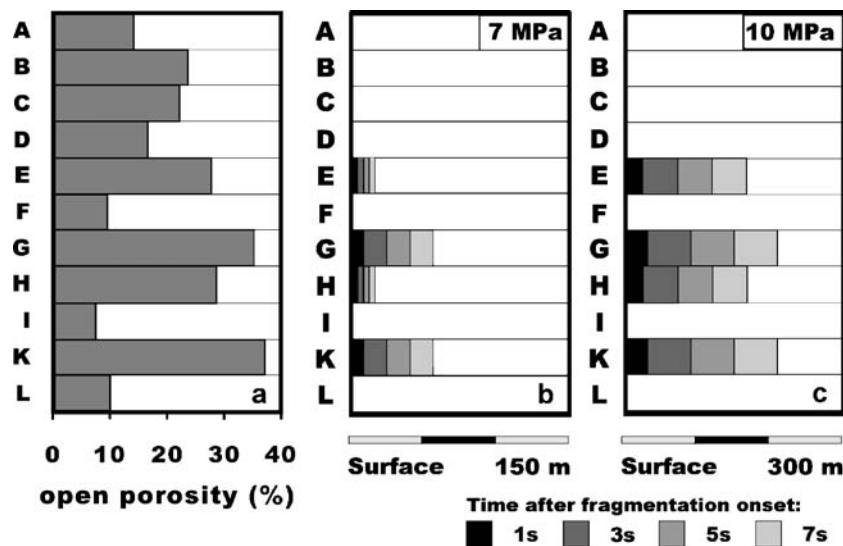 A
B
C
D
E
F
G
H
I
K
L
a
0 10 20 30 40
open porosity (%)
A
B
C
D
E
F
G
H
I
K
L
7 MPa
b
Surface 150 m
A
B
C
D
E
F
G
H
I
K
L
10 MPa
c
Surface 300 m
Time after fragmentation onset:
1s 3s 5s 7s